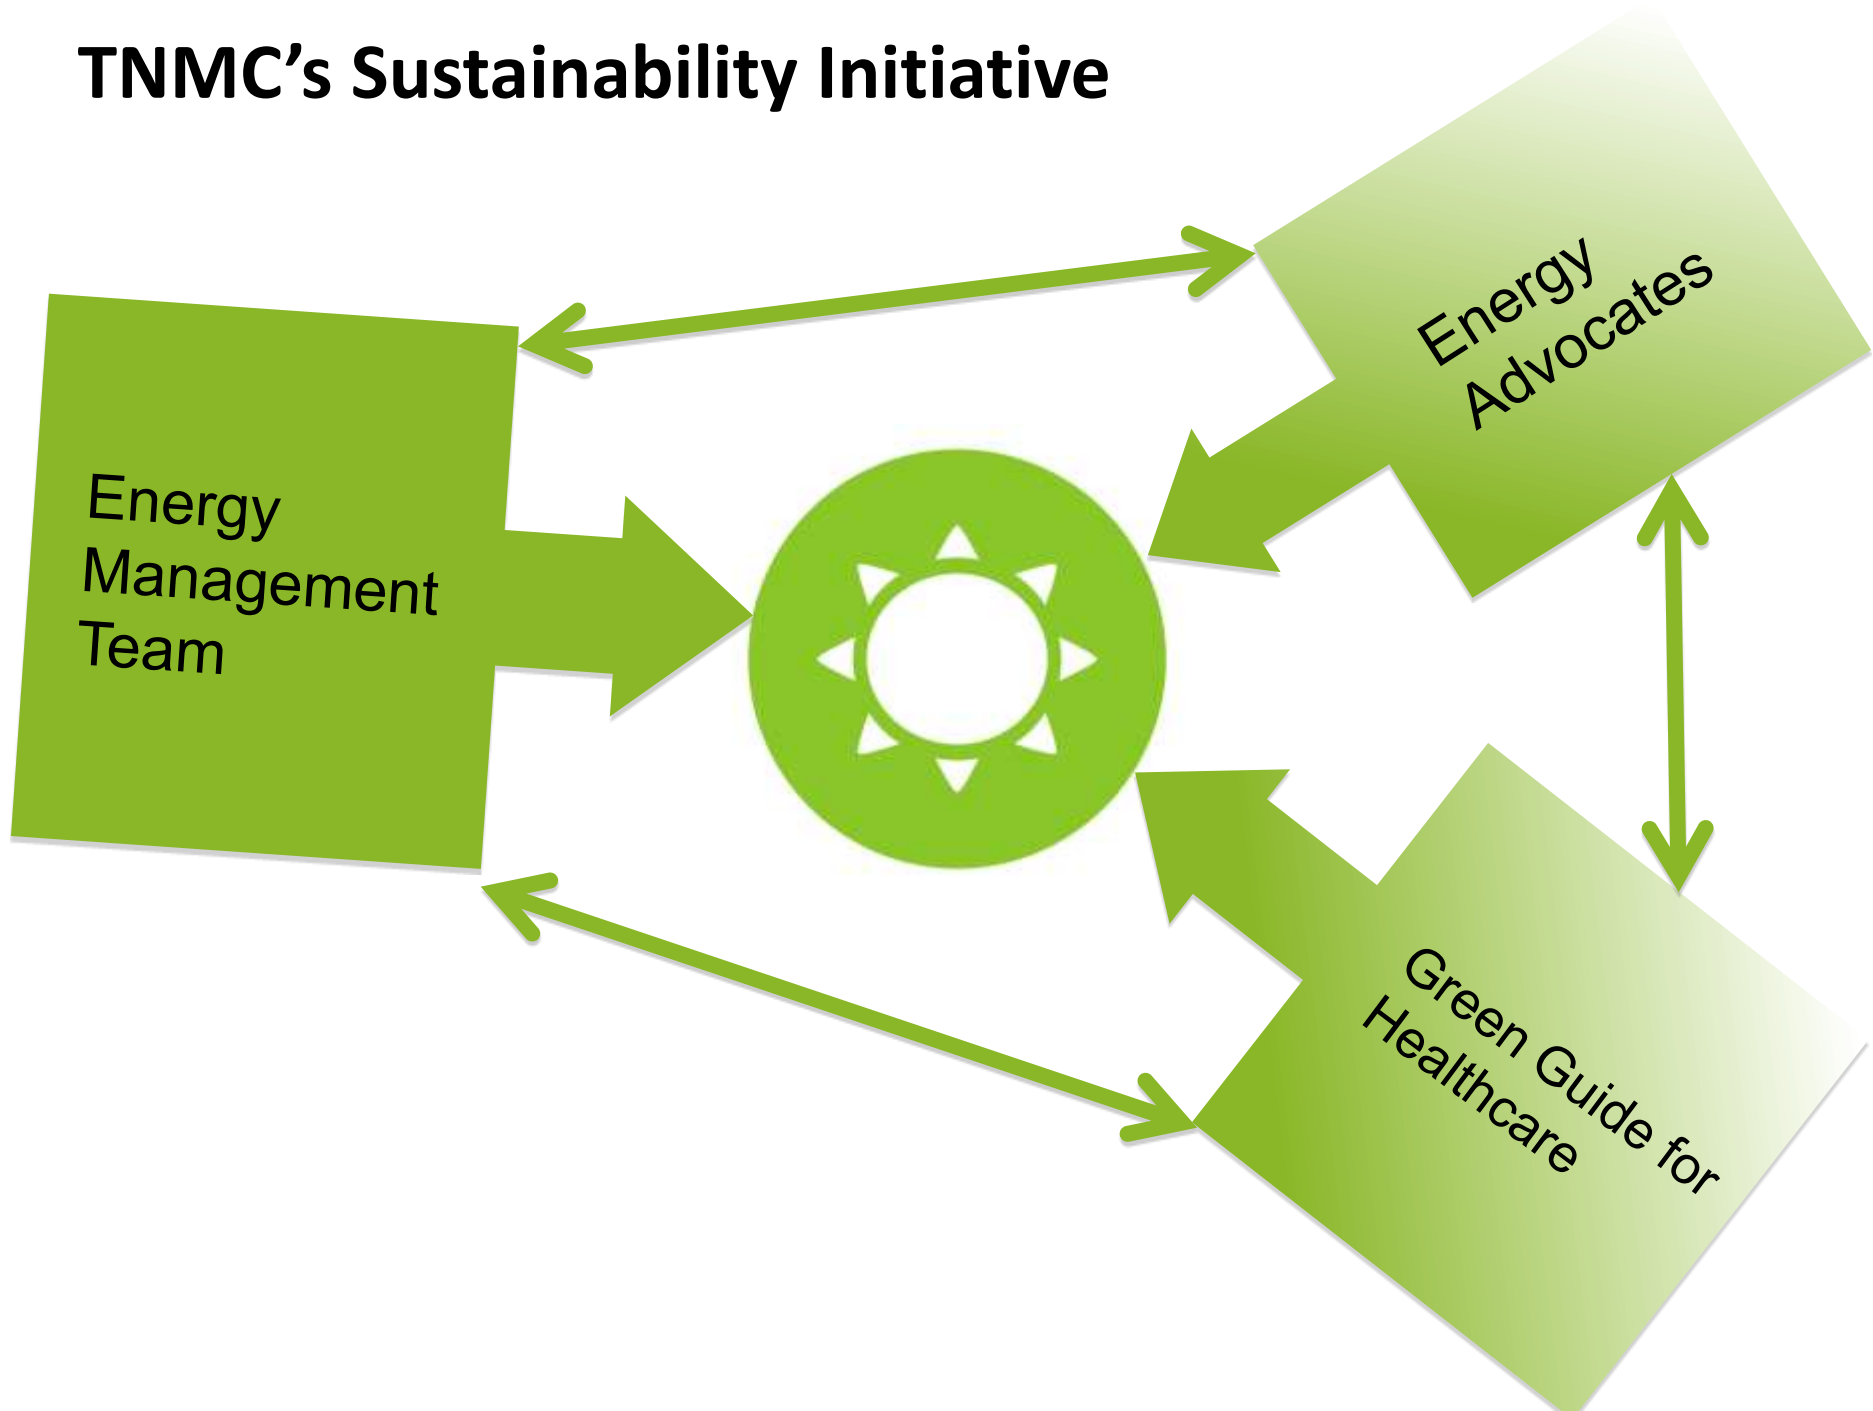 TNMC’s Sustainability Initiative
Energy
Advocates
Energy
Management
Team
Green Guide for
Healthcare